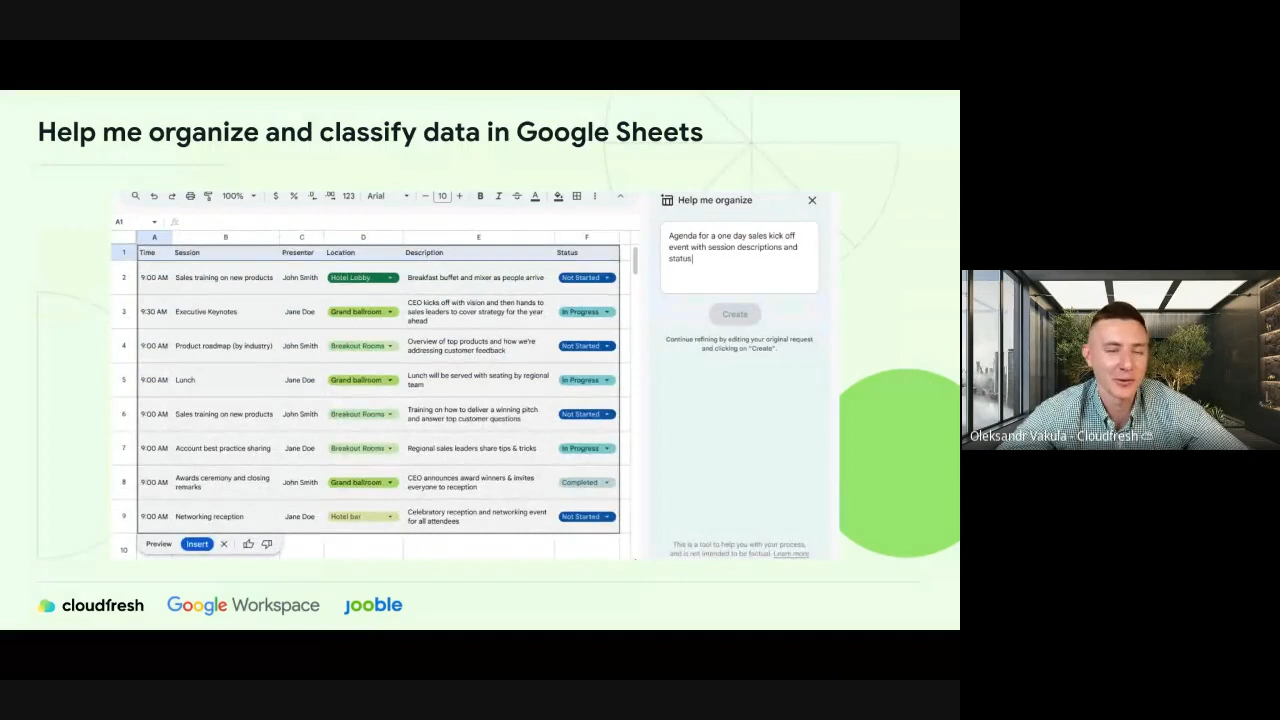 Help me organize and classify data in Google Sheets
100% $ % .0 .00 123 Arial − 10 + B I S A
A1 fx
A B C D E F
1 Time Session Presenter Location Description Status
2 9:00 AM Sales training on new products John Smith Hotel Lobby Breakfast buffet and mixer as people arrive Not Started
3 9:30 AM Executive Keynotes Jane Doe Grand ballroom CEO kicks off with vision and then hands to
sales leaders to cover strategy for the year
ahead In Progress
4 9:00 AM Product roadmap (by industry) John Smith Breakout Rooms Overview of top products and how we're
addressing customer feedback Not Started
5 9:00 AM Lunch Jane Doe Grand ballroom Lunch will be served with seating by regional
team In Progress
6 9:00 AM Sales training on new products John Smith Breakout Rooms Training on how to deliver a winning pitch
and answer top customer questions Not Started
7 9:00 AM Account best practice sharing Jane Doe Breakout Rooms Regional sales leaders share tips & tricks In Progress
8 9:00 AM Awards ceremony and closing
remarks John Smith Grand ballroom CEO announces award winners & invites
everyone to reception Completed
9 9:00 AM Networking reception Jane Doe Hotel bar Celebratory reception and networking event
for all attendees Not Started
10
Preview Insert
Help me organize
Agenda for a one day sales kick off
event with session descriptions and
status
Create
Continue refining by editing your original request
and clicking on "Create".
This is a tool to help you with your process,
and is not intended to be factual. Learn more
cloudfresh Google Workspace jooble
Oleksandr Vakula - Cloudfresh